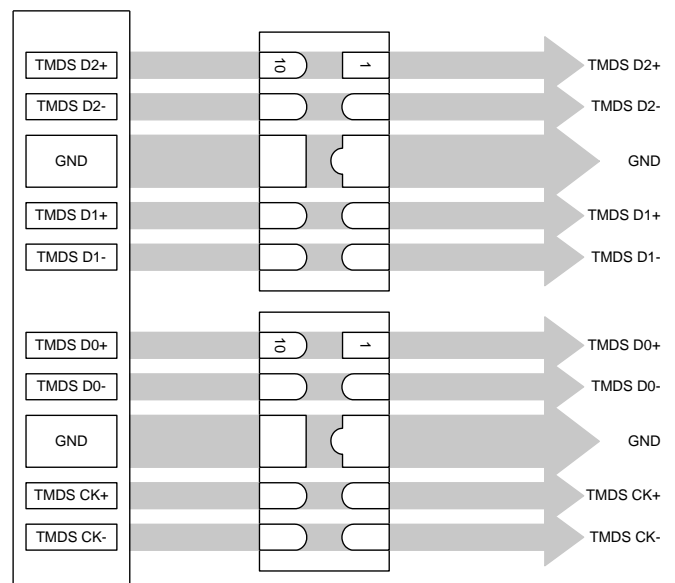 TMDS D2+ 10 1 TMDS D2+
TMDS D2- TMDS D2-
GND GND
TMDS D1+ TMDS D1+
TMDS D1- TMDS D1-
TMDS D0+ 10 1 TMDS D0+
TMDS D0- TMDS D0-
GND GND
TMDS CK+ TMDS CK+
TMDS CK- TMDS CK-